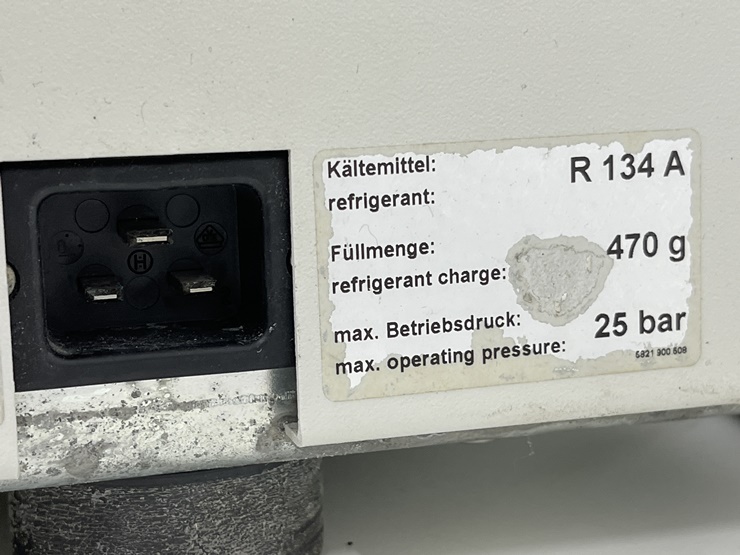 Kältemittel: R 134 A
refrigerant:
Füllmenge: 470 g
refrigerant charge:
max. Betriebsdruck: 25 bar
max. operating pressure:
6821 900 608
H